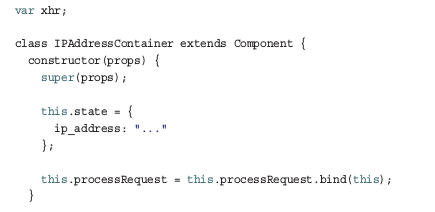 var xhr;
class IPAddressContainer extends Component {
constructor(props) {
super(props);
this.state = {
ip_address: "..."
};
this.processRequest = this.processRequest.bind(this);
}